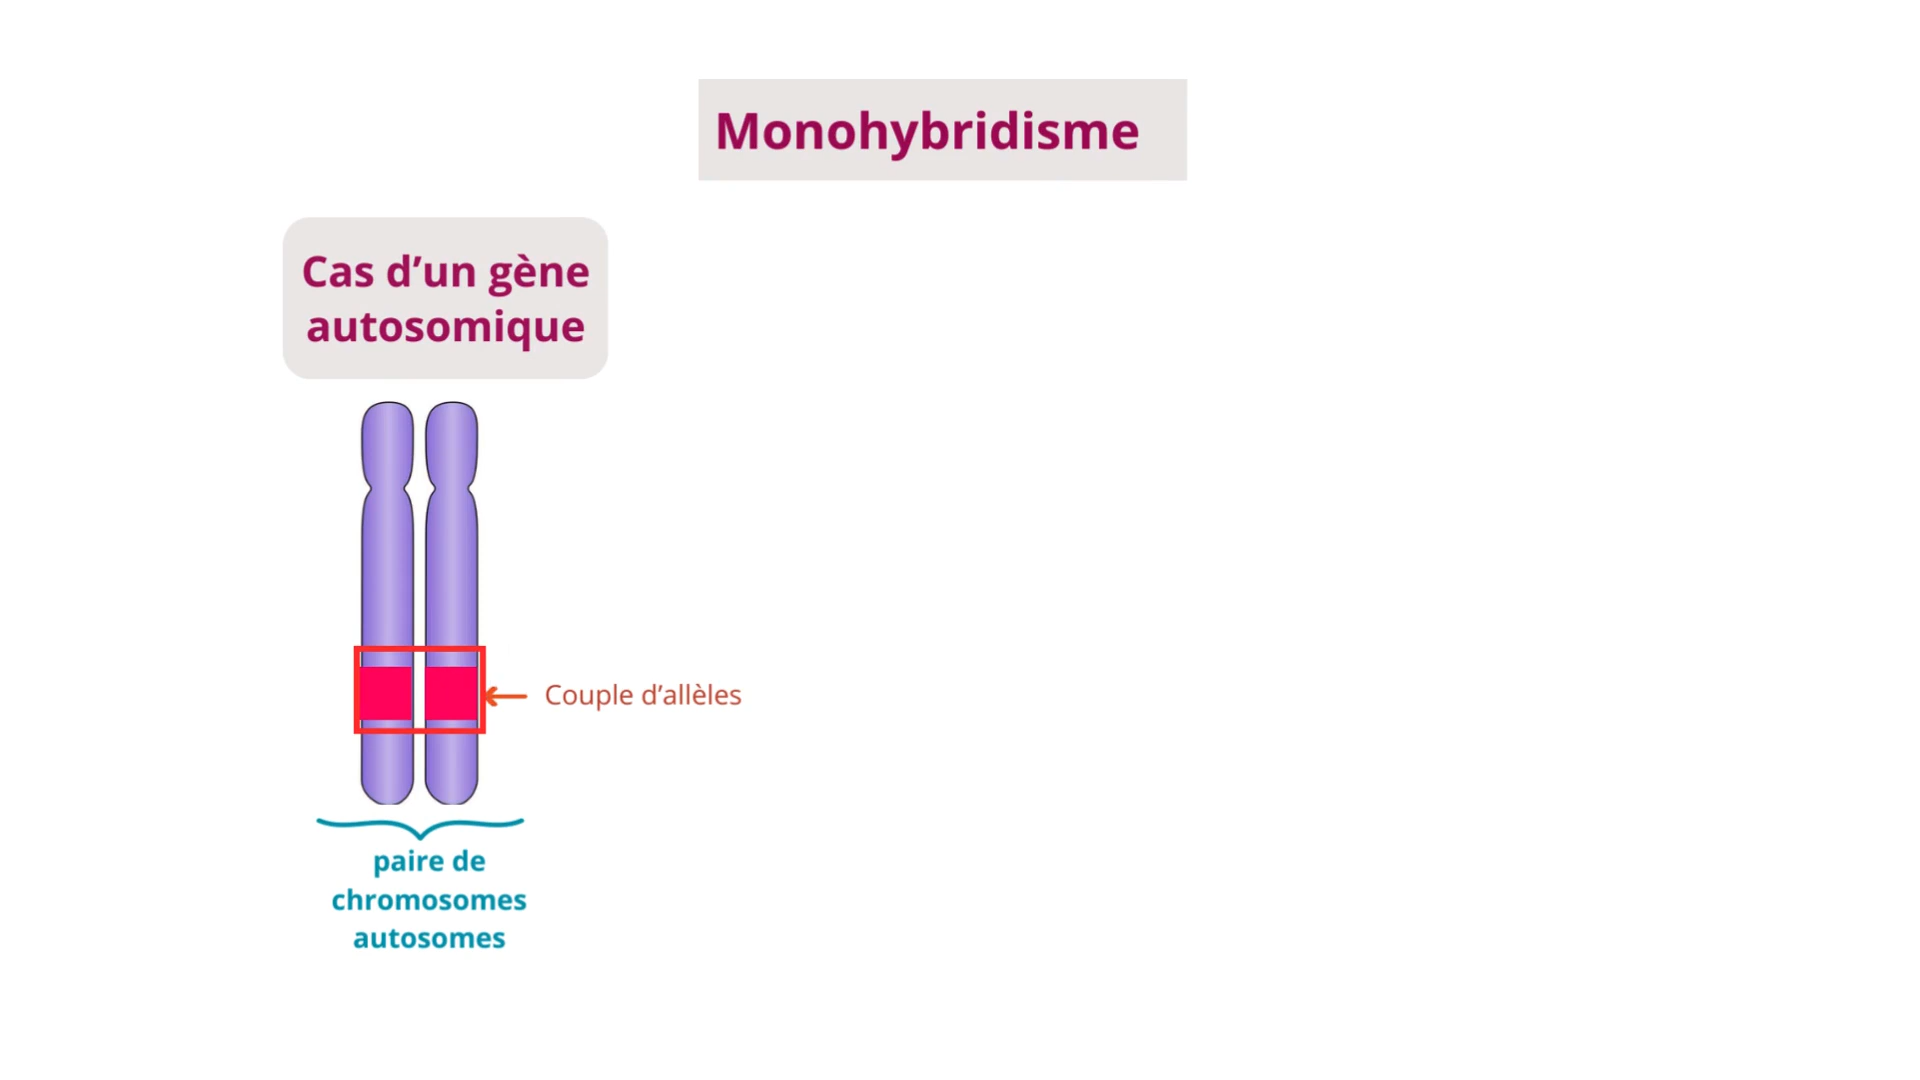 Monohybridisme
Cas d’un gène
autosomique
Couple d’allèles
paire de
chromosomes
autosomes